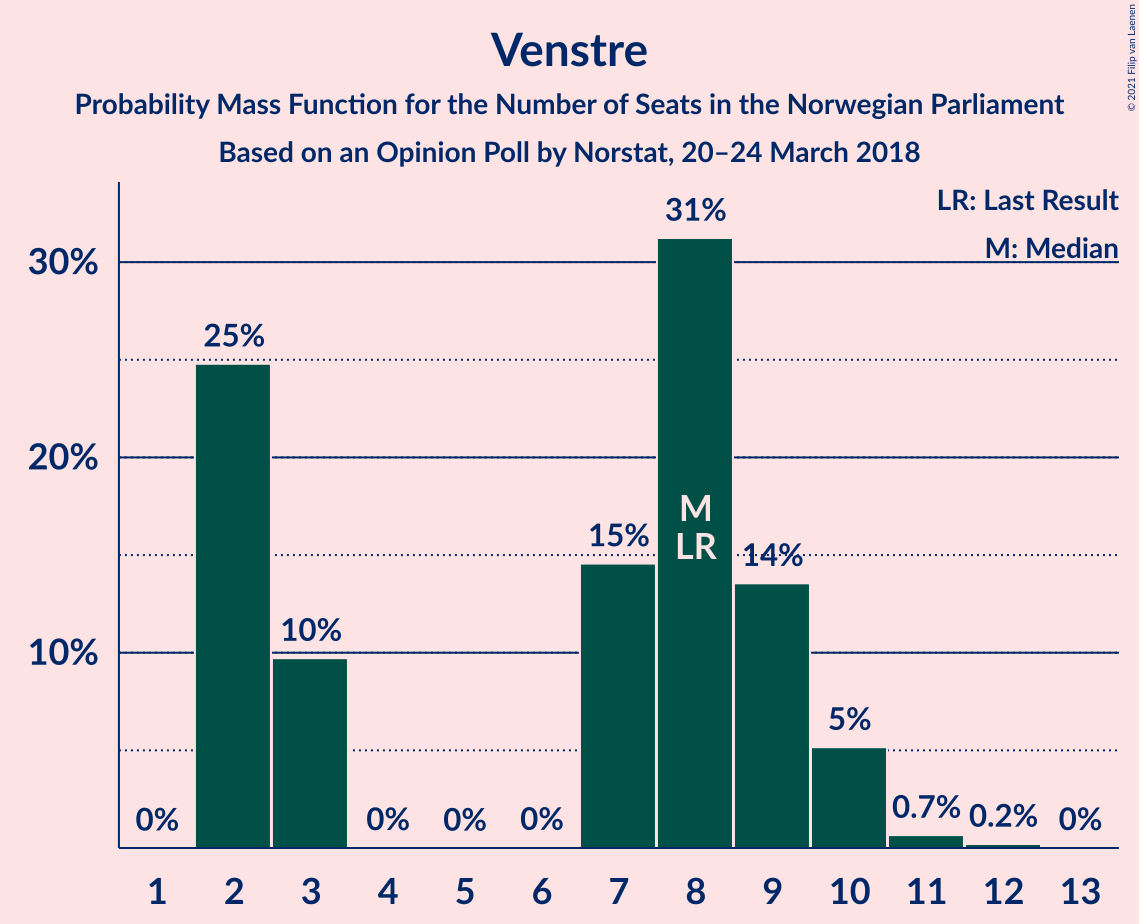 © 2021 Filip van Laenen
Venstre
Probability Mass Function for the Number of Seats in the Norwegian Parliament
Based on an Opinion Poll by Norstat, 20–24 March 2018
LR: Last Result
M: Median
30%
20%
10%
0%
25%
10%
0%
0%
0%
15%
31%
14%
5%
0.7%
0.2%
0%
M
LR
1 2 3 4 5 6 7 8 9 10 11 12 13